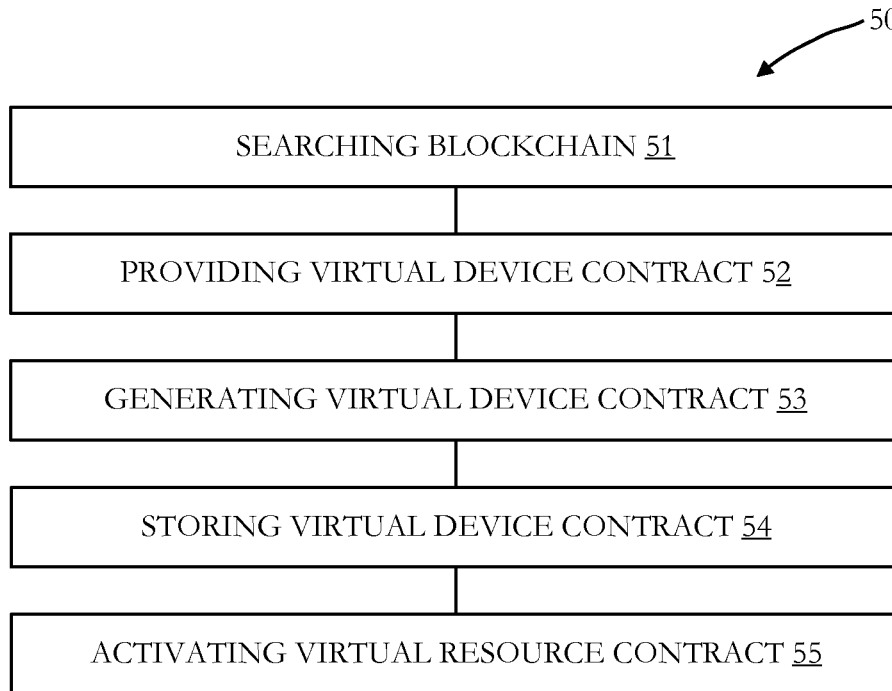 50
SEARCHING BLOCKCHAIN 51
PROVIDING VIRTUAL DEVICE CONTRACT 52
GENERATING VIRTUAL DEVICE CONTRACT 53
STORING VIRTUAL DEVICE CONTRACT 54
ACTIVATING VIRTUAL RESOURCE CONTRACT 55